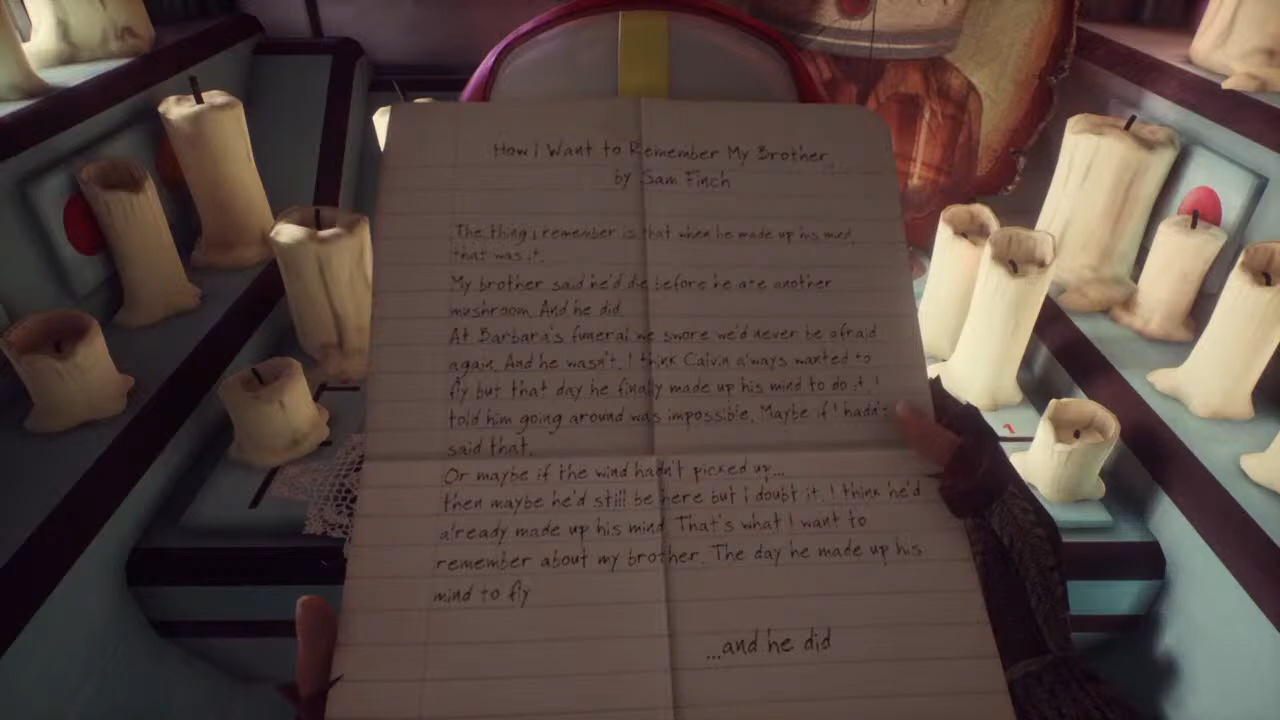 How I Want to Remember My Brother
by Sam Finch
The thing I remember is that when he made up his mind,
that was it.
My brother said he'd die before he ate another
mushroom. And he did.
At Barbara's funeral we swore we'd never be afraid
again. And he wasn't. I think Calvin always wanted to
fly but that day he finally made up his mind to do it. I
told him going around was impossible. Maybe if I hadn't
said that.
Or maybe if the wind hadn't picked up...
then maybe he'd still be here but I doubt it. I think he'd
already made up his mind. That's what I want to
remember about my brother. The day he made up his
mind to fly
...and he did